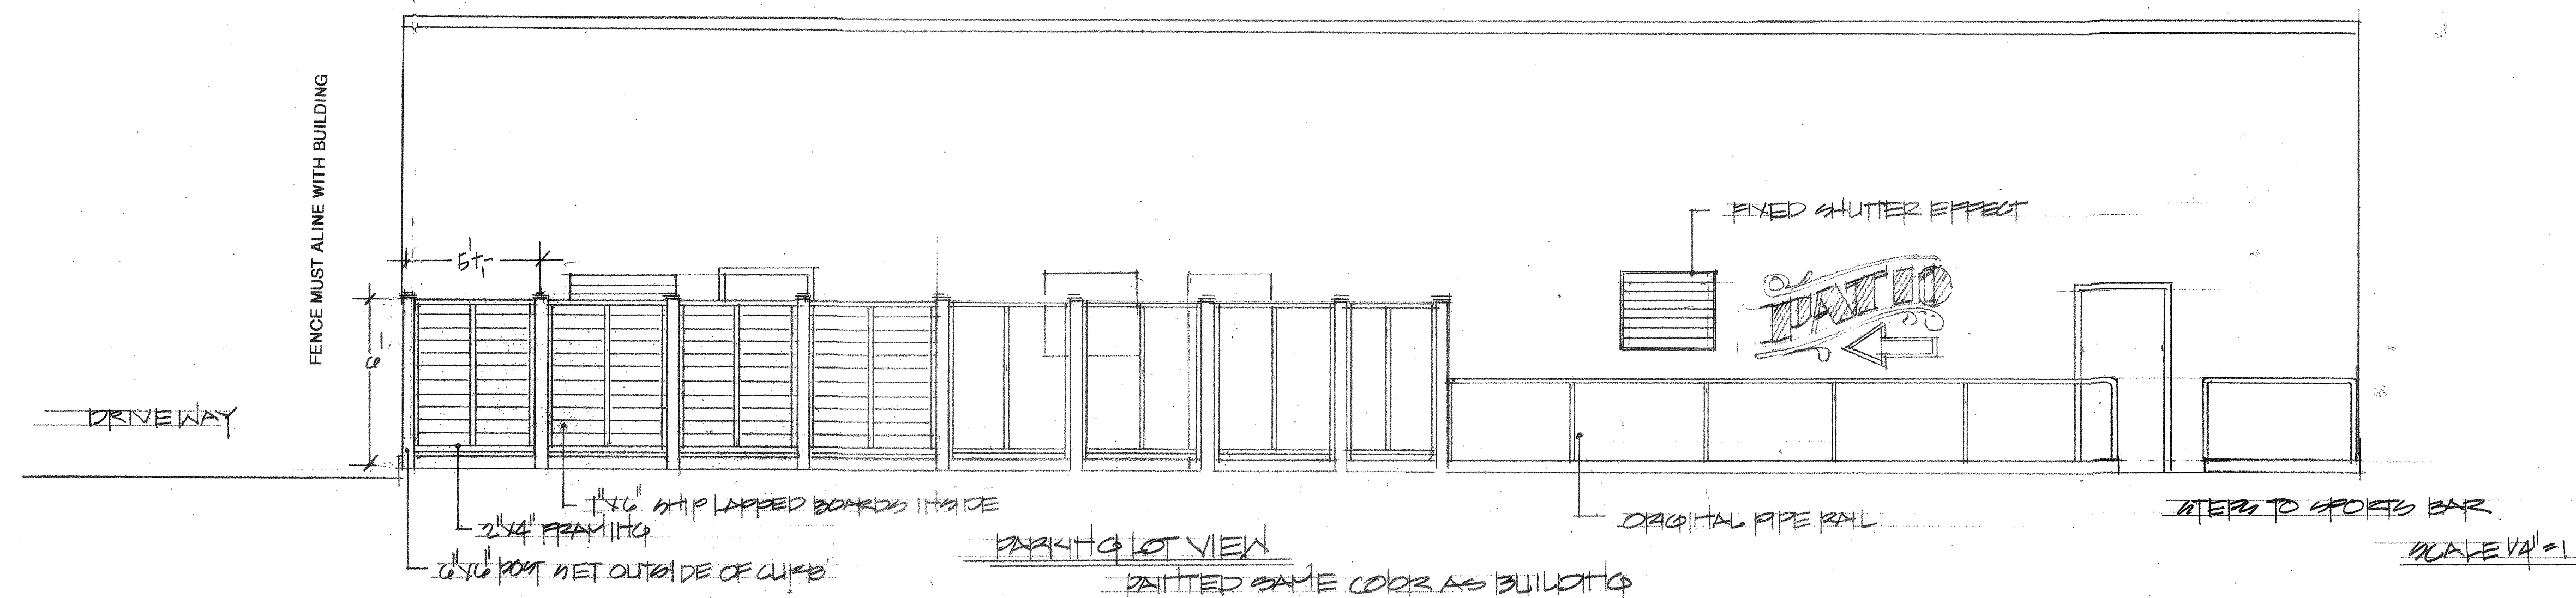 FENCE MUST ALINE WITH BUILDING
FIXED SHUTTER EFFECT
5'+-
PATIO
6'
DRIVEWAY
1"X6" SHIP LAPPED BOARDS INSIDE
2"X4" FRAMING
6"X6" POST SET OUTSIDE OF CURB
ORIGINAL PIPE RAIL
STEPS TO SPORTS BAR
PARKING LOT VIEW
PAINTED SAME COLOR AS BUILDING
SCALE 1/4"=1